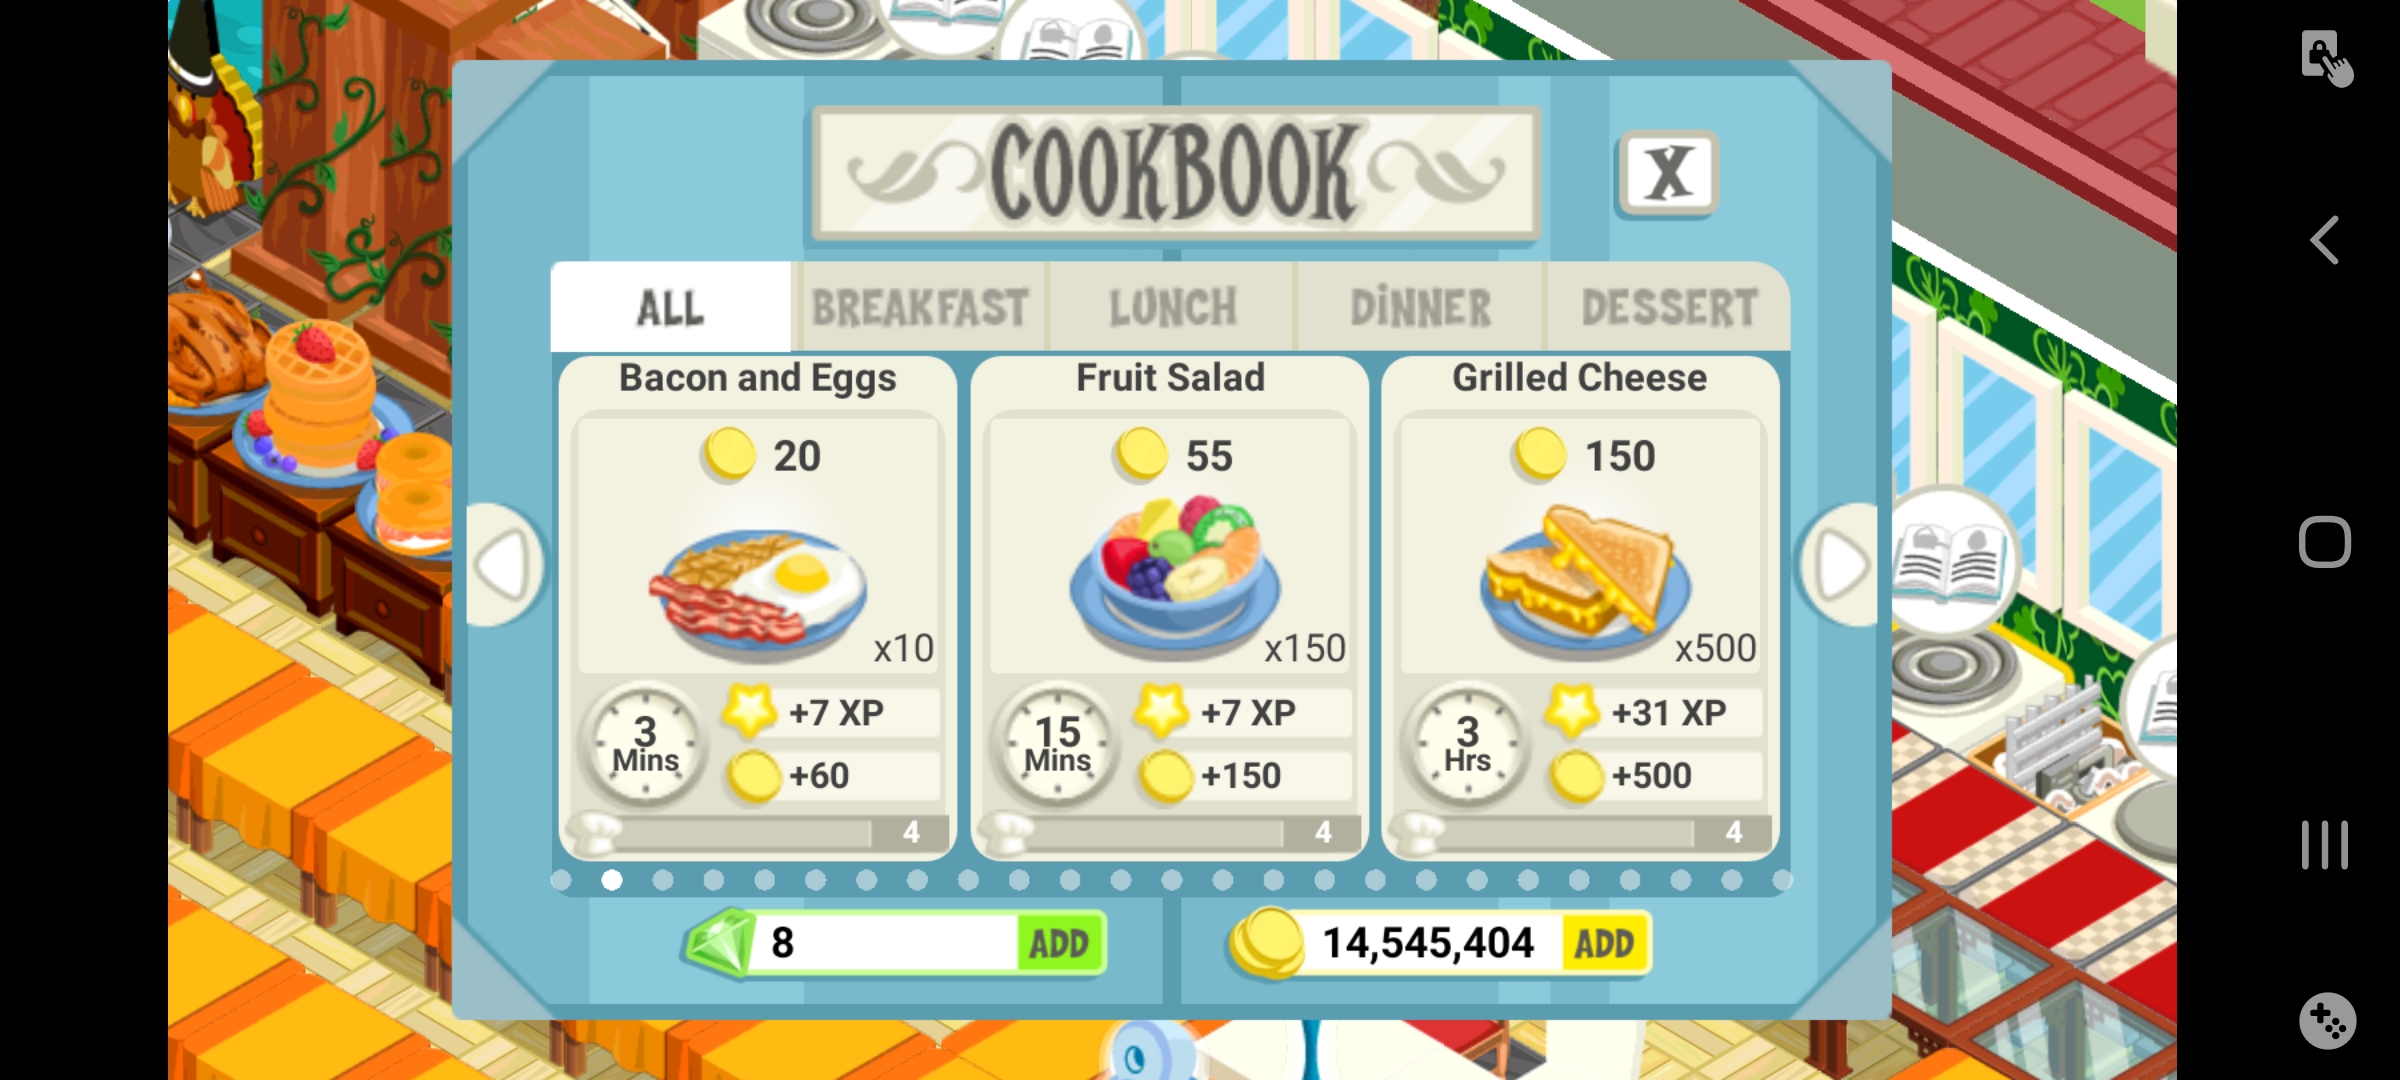 COOKBOOK
X
ALL
BREAKFAST
LUNCH
DINNER
DESSERT
Bacon and Eggs
20
x10
3
Mins
+7 XP
+60
4
Fruit Salad
55
x150
15
Mins
+7 XP
+150
4
Grilled Cheese
150
x500
3
Hrs
+31 XP
+500
4
8
ADD
14,545,404
ADD